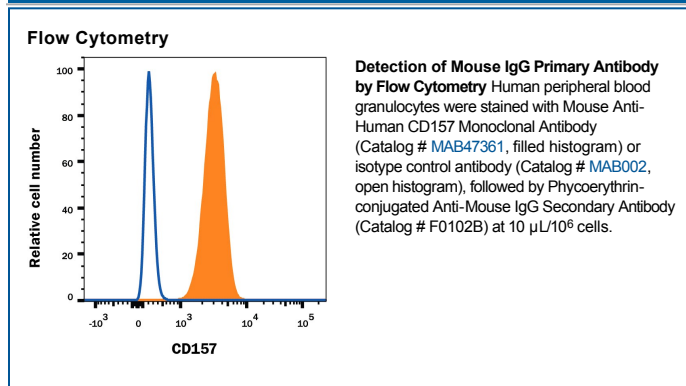 Flow Cytometry
100
80
60
40
20
0
Relative cell number
-10³
0
10³
10⁴
10⁵
CD157
Detection of Mouse IgG Primary Antibody
by Flow Cytometry Human peripheral blood
granulocytes were stained with Mouse Anti-
Human CD157 Monoclonal Antibody
(Catalog # MAB47361, filled histogram) or
isotype control antibody (Catalog # MAB002,
open histogram), followed by Phycoerythrin-
conjugated Anti-Mouse IgG Secondary Antibody
(Catalog # F0102B) at 10 µL/10⁶ cells.